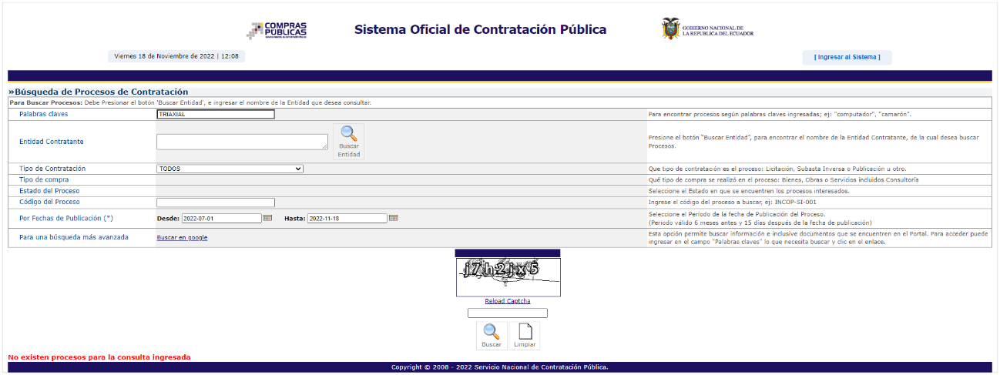 COMPRAS
PÚBLICAS
Sistema Oficial de Contratación Pública
GOBIERNO NACIONAL DE
LA REPUBLICA DEL ECUADOR
Viernes 18 de Noviembre de 2022 | 12:08
[ Ingresar al Sistema ]
»Búsqueda de Procesos de Contratación
Para Buscar Procesos: Debe Presionar el botón 'Buscar Entidad', e ingresar el nombre de la Entidad que desea consultar.
Palabras claves
TRIAXIAL
Para encontrar procesos según palabras claves ingresadas; ej: "computador", "camarón".
Entidad Contratante
Buscar
Entidad
Presione el botón "Buscar Entidad", para encontrar el nombre de la Entidad Contratante, de la cual desea buscar
Procesos.
Tipo de Contratación
TODOS
Que tipo de contratación es el proceso: Licitación, Subasta Inversa o Publicación u otro.
Tipo de compra
Qué tipo de compra se realizó en el proceso: Bienes, Obras o Servicios incluidos Consultoría
Estado del Proceso
Seleccione el Estado en que se encuentren los procesos interesados.
Código del Proceso
Ingrese el código del proceso a buscar, ej: INCOP-SI-001
Por Fechas de Publicación (*)
Desde: 2022-07-01 Hasta: 2022-11-18
Seleccione el Período de la fecha de Publicación del Proceso.
(Periodo válido 6 meses antes y 15 días después de la fecha de publicación)
Para una búsqueda más avanzada
Buscar en google
Esta opción permite buscar información e inclusive documentos que se encuentren en el Portal. Para acceder puede
ingresar en el campo "Palabras claves" lo que necesita buscar y clic en el enlace.
j7h2jx5
Reload Captcha
Buscar
Limpiar
No existen procesos para la consulta ingresada
Copyright © 2008 - 2022 Servicio Nacional de Contratación Pública.